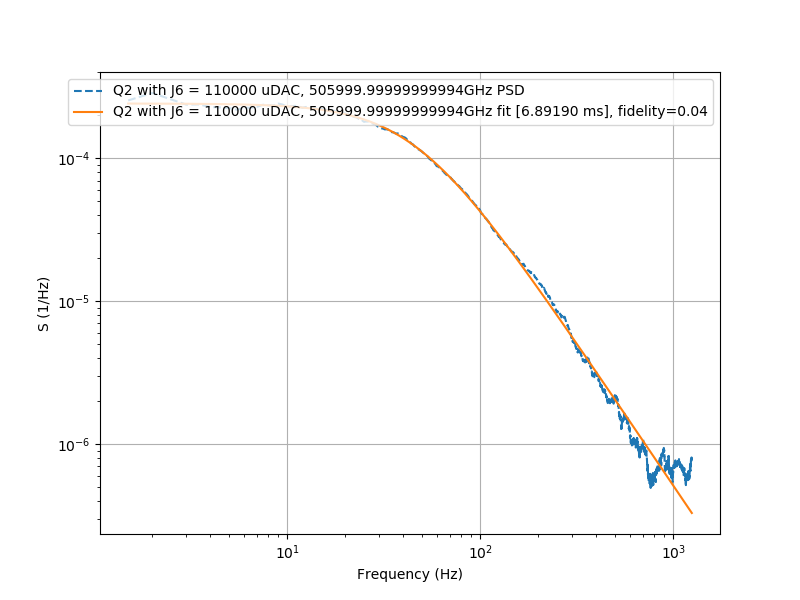 Q2 with J6 = 110000 uDAC, 505999.99999999994GHz PSD
Q2 with J6 = 110000 uDAC, 505999.99999999994GHz fit [6.89190 ms], fidelity=0.04
S (1/Hz)
10⁻⁴
10⁻⁵
10⁻⁶
10¹
10²
10³
Frequency (Hz)